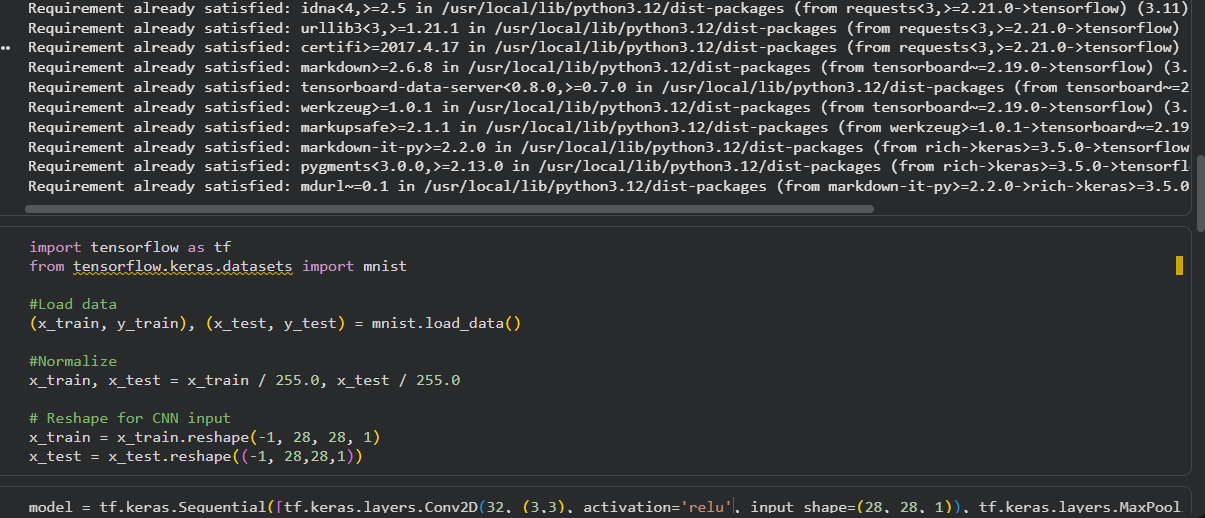 Requirement already satisfied: idna<4,>=2.5 in /usr/local/lib/python3.12/dist-packages (from requests<3,>=2.21.0->tensorflow) (3.11)
Requirement already satisfied: urllib3<3,>=1.21.1 in /usr/local/lib/python3.12/dist-packages (from requests<3,>=2.21.0->tensorflow)
Requirement already satisfied: certifi>=2017.4.17 in /usr/local/lib/python3.12/dist-packages (from requests<3,>=2.21.0->tensorflow)
Requirement already satisfied: markdown>=2.6.8 in /usr/local/lib/python3.12/dist-packages (from tensorboard~=2.19.0->tensorflow) (3.
Requirement already satisfied: tensorboard-data-server<0.8.0,>=0.7.0 in /usr/local/lib/python3.12/dist-packages (from tensorboard~=2
Requirement already satisfied: werkzeug>=1.0.1 in /usr/local/lib/python3.12/dist-packages (from tensorboard~=2.19.0->tensorflow) (3.
Requirement already satisfied: markupsafe>=2.1.1 in /usr/local/lib/python3.12/dist-packages (from werkzeug>=1.0.1->tensorboard~=2.19
Requirement already satisfied: markdown-it-py>=2.2.0 in /usr/local/lib/python3.12/dist-packages (from rich->keras>=3.5.0->tensorflow
Requirement already satisfied: pygments<3.0.0,>=2.13.0 in /usr/local/lib/python3.12/dist-packages (from rich->keras>=3.5.0->tensorfl
Requirement already satisfied: mdurl~=0.1 in /usr/local/lib/python3.12/dist-packages (from markdown-it-py>=2.2.0->rich->keras>=3.5.0
import tensorflow as tf
from tensorflow.keras.datasets import mnist
#Load data
(x_train, y_train), (x_test, y_test) = mnist.load_data()
#Normalize
x_train, x_test = x_train / 255.0, x_test / 255.0
# Reshape for CNN input
x_train = x_train.reshape(-1, 28, 28, 1)
x_test = x_test.reshape((-1, 28,28,1))
model = tf.keras.Sequential([tf.keras.layers.Conv2D(32, (3,3), activation='relu', input_shape=(28, 28, 1)), tf.keras.layers.MaxPool